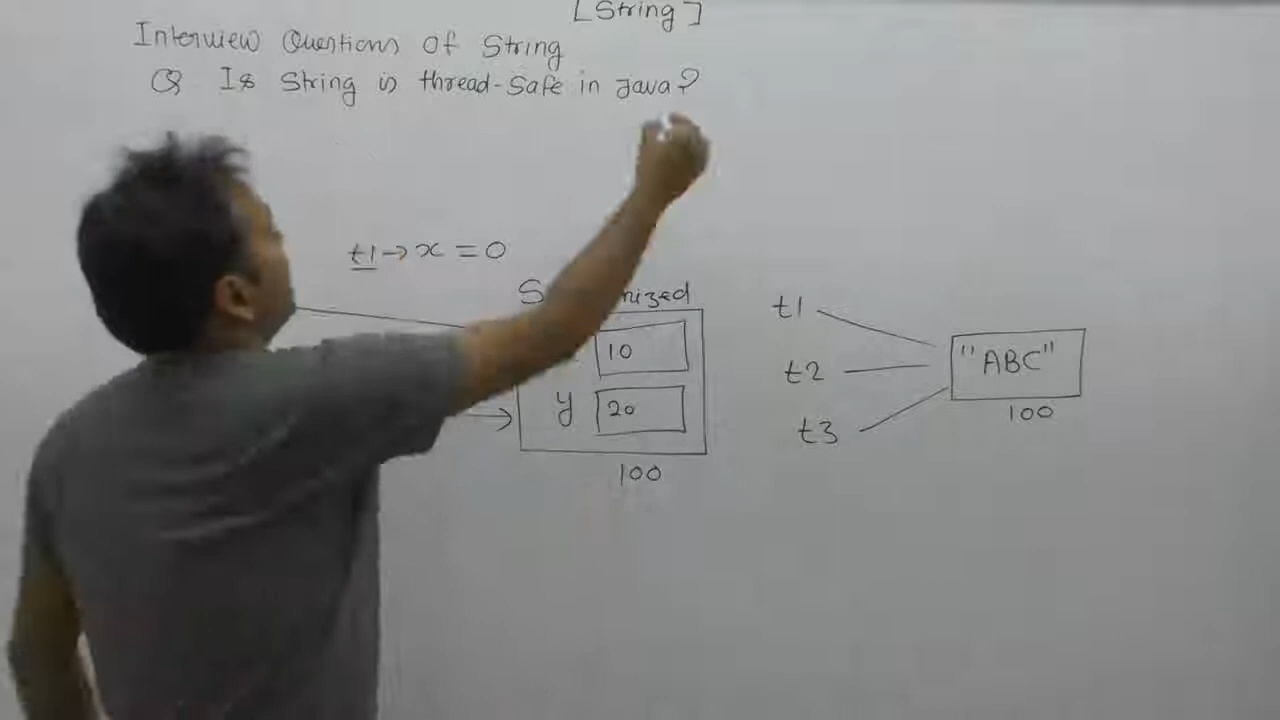 [String]
Interview Questions of String
Q Is String is thread-Safe in java?
t1→x = 0
10
y 20
100
t1
t2
t3
"ABC"
100